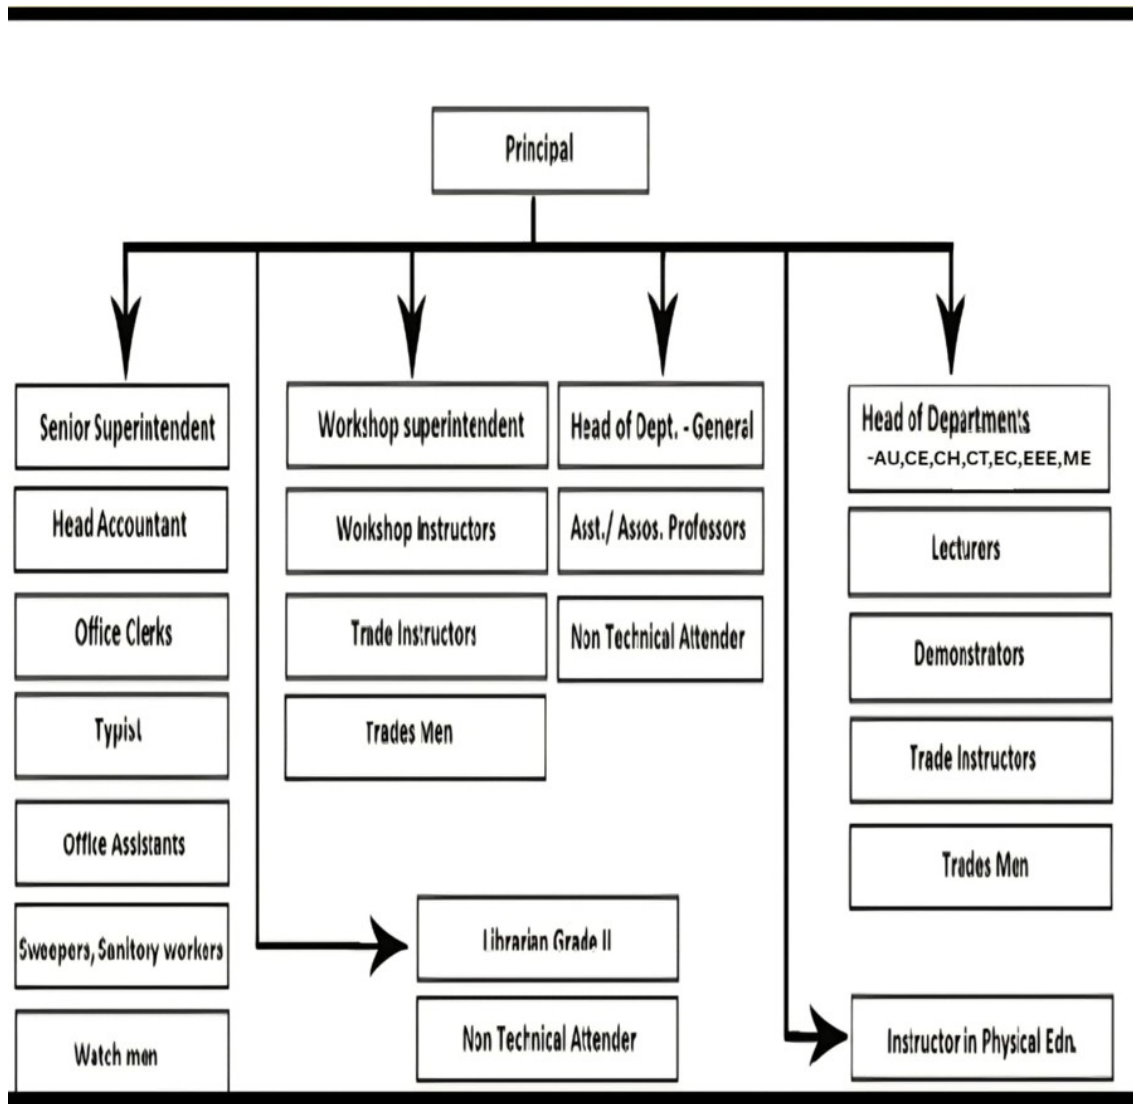 Principal
Senior Superintendent
Head Accountant
Office Clerks
Typist
Office Assistants
Sweepers, Sanitory workers
Watch men
Workshop superintendent
Workshop Instructors
Trade Instructors
Trades Men
Head of Dept. - General
Asst./ Assos. Professors
Non Technical Attender
Head of Departments
-AU,CE,CH,CT,EC,EEE,ME
Lecturers
Demonstrators
Trade Instructors
Trades Men
Librarian Grade II
Non Technical Attender
Instructor in Physical Edn.